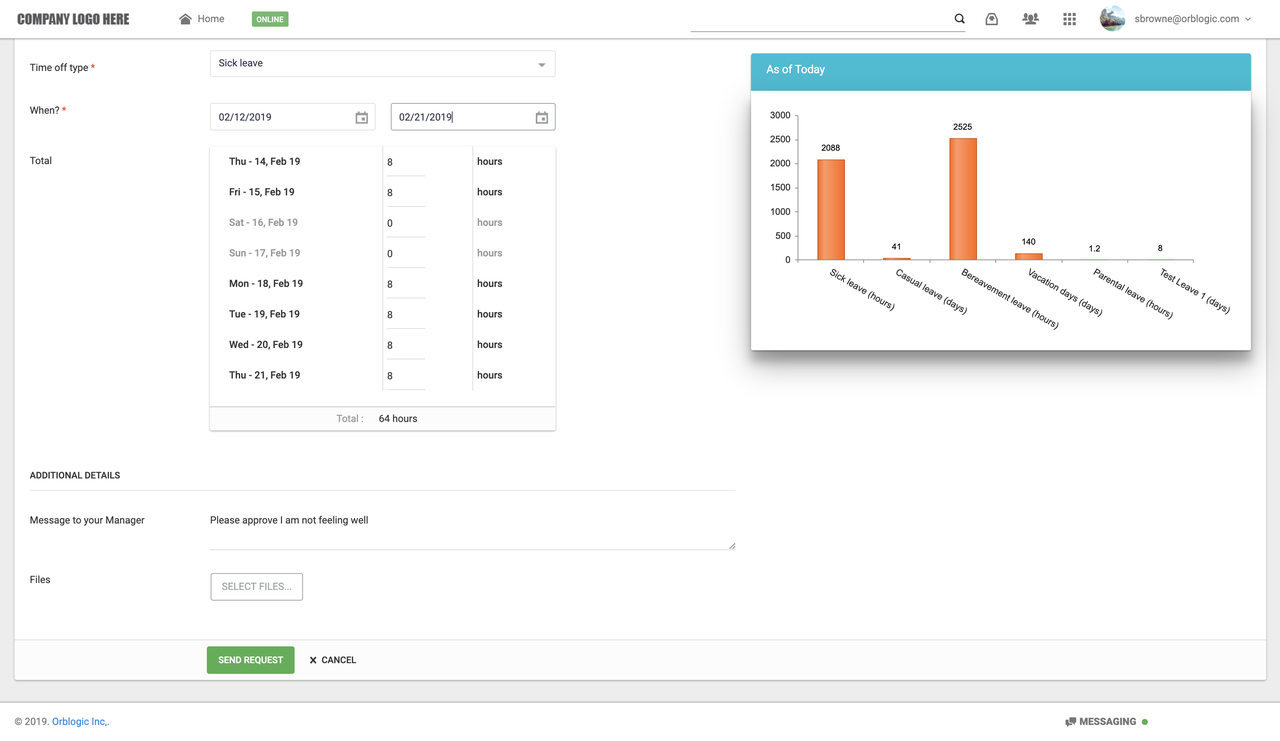 COMPANY LOGO HERE Home ONLINE sbrowne@orblogic.com
Time off type * Sick leave
When? * 02/12/2019 02/21/2019
Total
Thu - 14, Feb 19 8 hours
Fri - 15, Feb 19 8 hours
Sat - 16, Feb 19 0 hours
Sun - 17, Feb 19 0 hours
Mon - 18, Feb 19 8 hours
Tue - 19, Feb 19 8 hours
Wed - 20, Feb 19 8 hours
Thu - 21, Feb 19 8 hours
Total : 64 hours
As of Today
3000
2500
2000
1500
1000
500
0
2088
41
2525
140
1.2
8
Sick leave (hours)
Casual leave (days)
Bereavement leave (hours)
Vacation days (days)
Parental leave (hours)
Test Leave 1 (days)
ADDITIONAL DETAILS
Message to your Manager Please approve I am not feeling well
Files SELECT FILES...
SEND REQUEST CANCEL
© 2019. Orblogic Inc,. MESSAGING